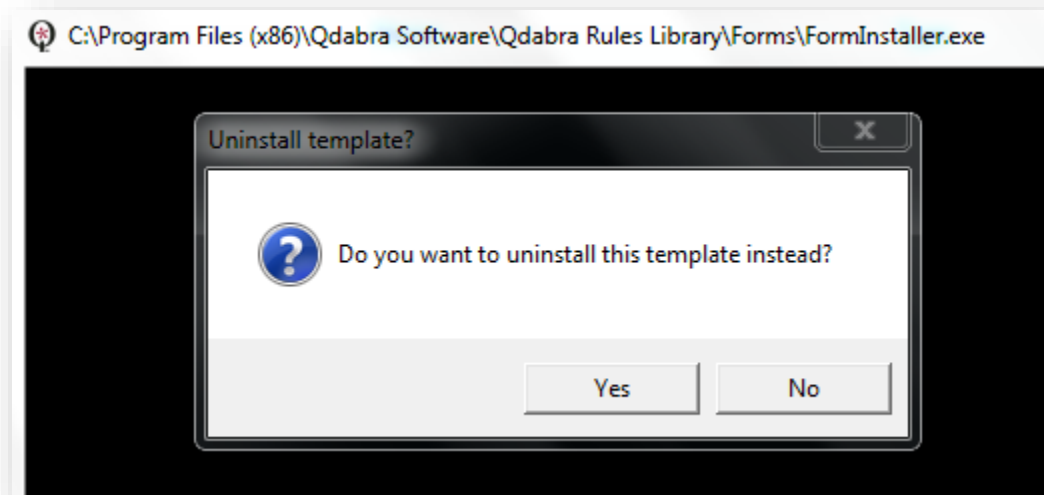 C:\Program Files (x86)\Qdabra Software\Qdabra Rules Library\Forms\FormInstaller.exe
Uninstall template?
Do you want to uninstall this template instead?
Yes
No